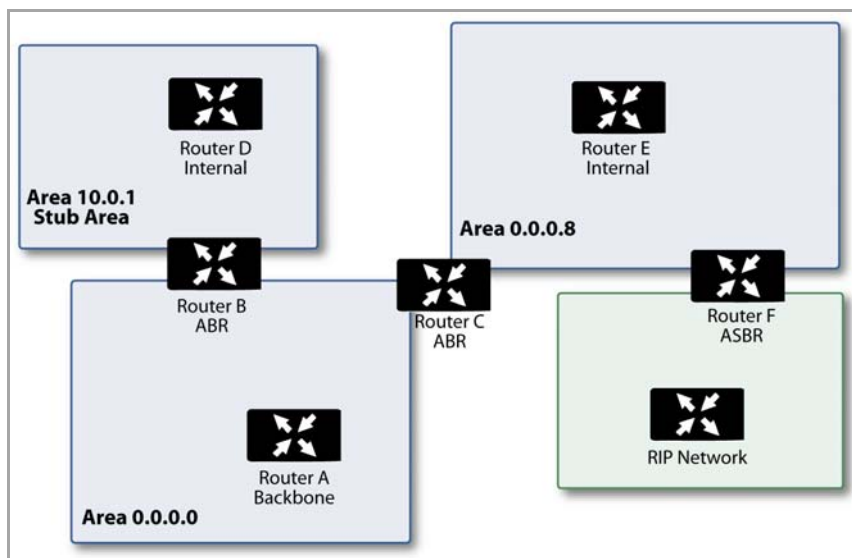 Router D
Internal
Area 10.0.1
Stub Area
Router E
Internal
Area 0.0.0.8
Router B
ABR
Router C
ABR
Router F
ASBR
Router A
Backbone
Area 0.0.0.0
RIP Network